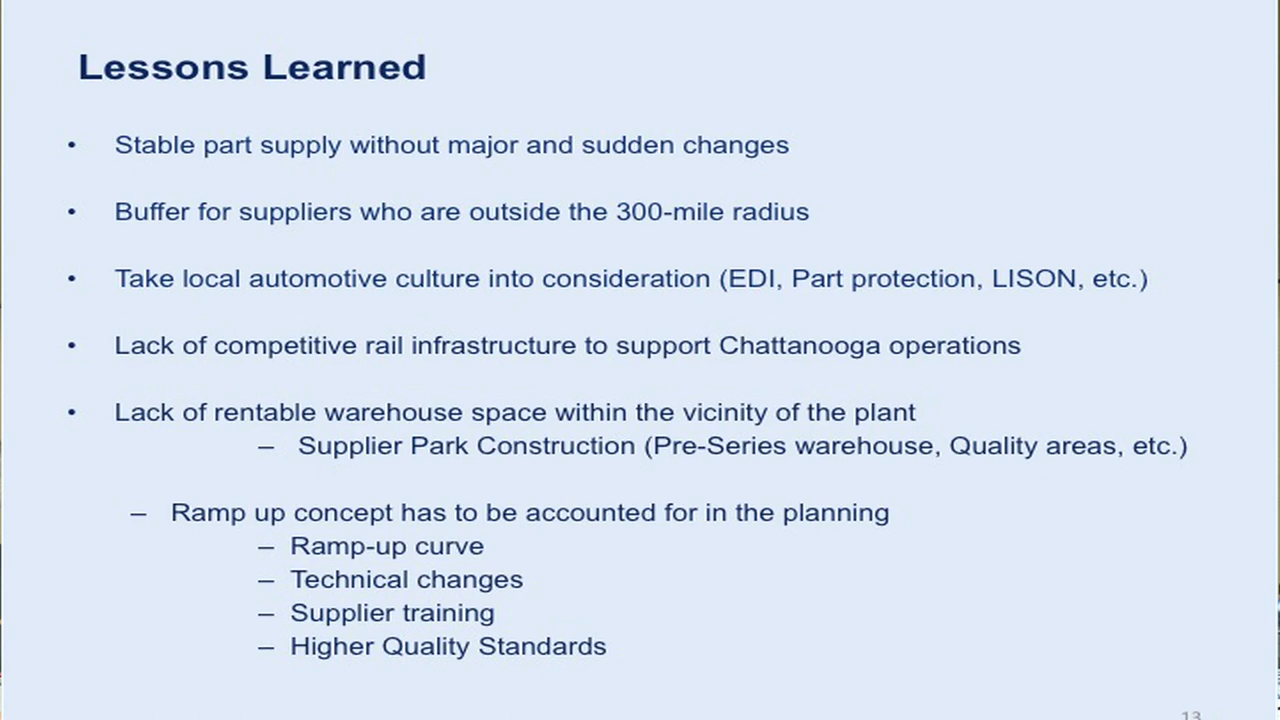 Lessons Learned
• Stable part supply without major and sudden changes
• Buffer for suppliers who are outside the 300-mile radius
• Take local automotive culture into consideration (EDI, Part protection, LISON, etc.)
• Lack of competitive rail infrastructure to support Chattanooga operations
• Lack of rentable warehouse space within the vicinity of the plant
– Supplier Park Construction (Pre-Series warehouse, Quality areas, etc.)
– Ramp up concept has to be accounted for in the planning
– Ramp-up curve
– Technical changes
– Supplier training
– Higher Quality Standards
13